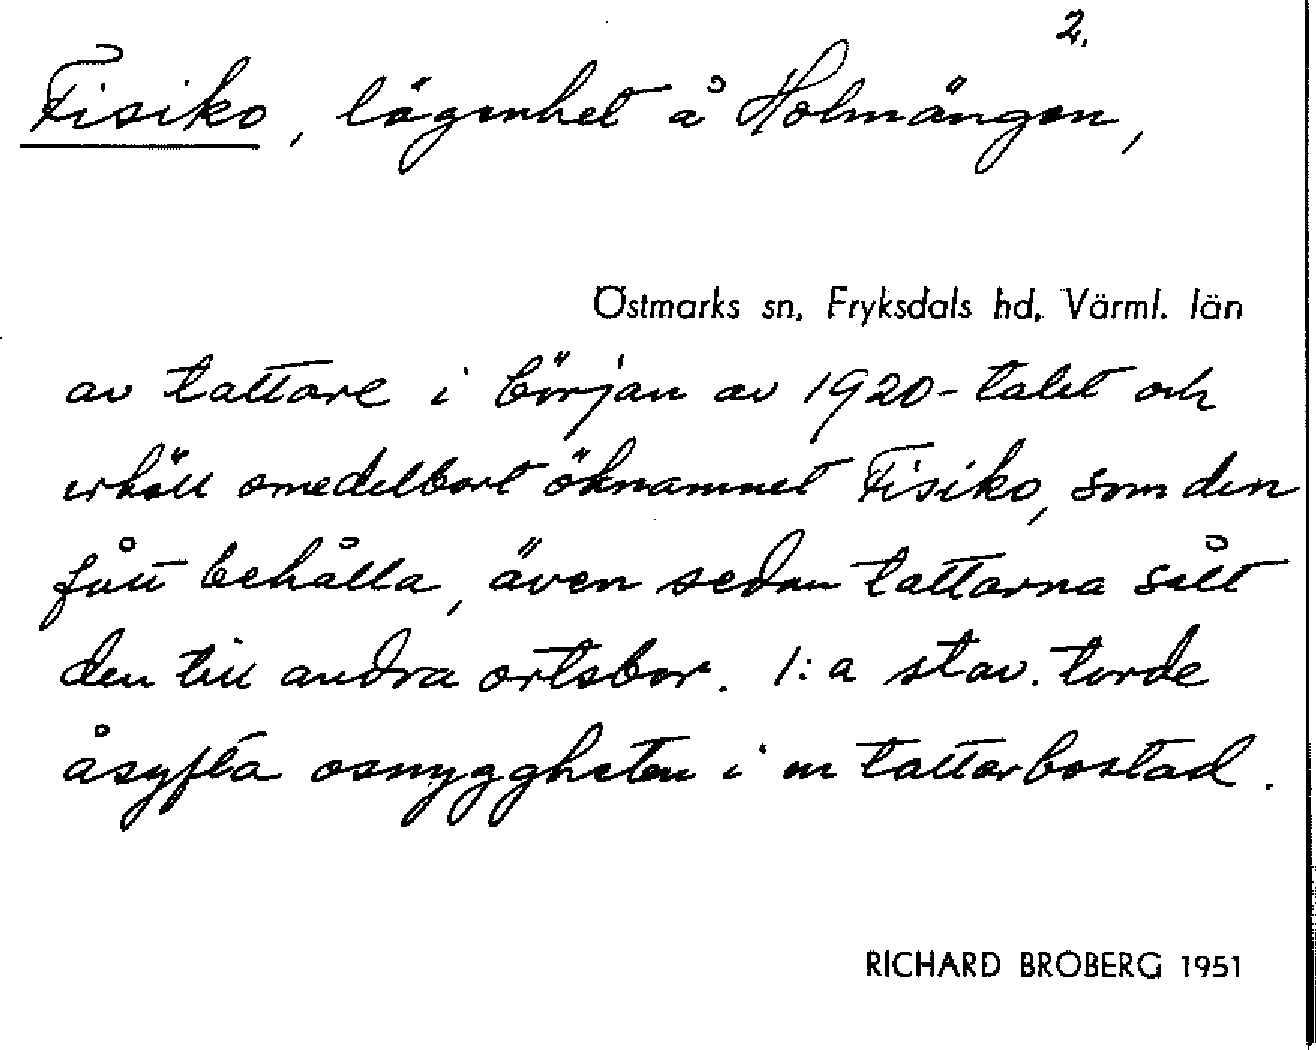 2.
Fisiko, lägenhet å Holmängen,
Östmarks sn, Fryksdals hd, Värml. län
av tattare i början av 1920-talet och
erhöll omedelbart öknamnet Fisiko, som den
fått behålla, även sedan tattarna sålt
den till andra ortsbor. 1:a stav. torde
åsyfta osnyggheten i en tattarbostad.
RICHARD BROBERG 1951